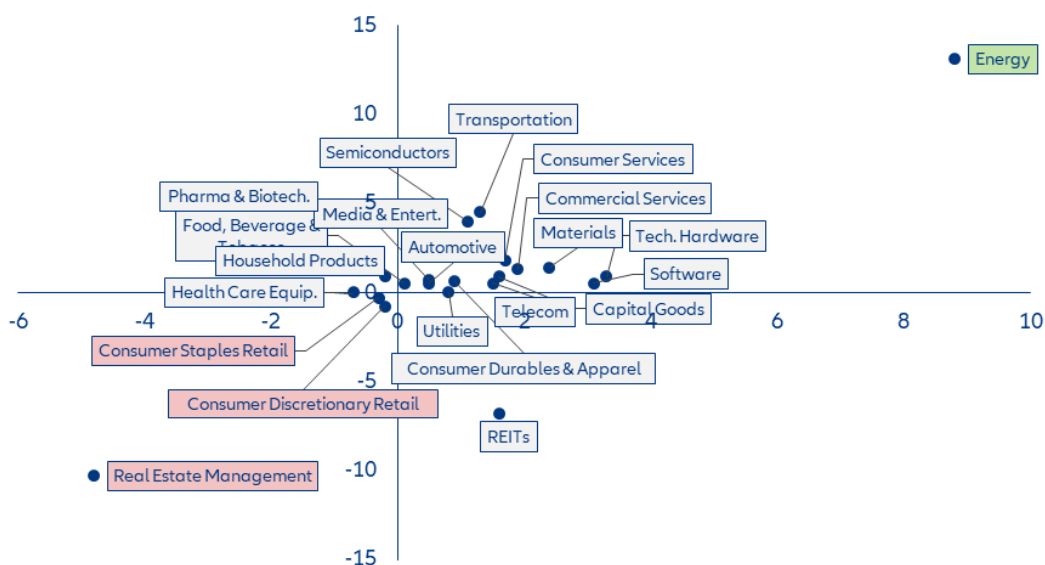 15
Energy
10
Transportation
Semiconductors
Consumer Services
Pharma & Biotech.
5
Commercial Services
Media & Entert.
Food, Beverage &
Tobacco
Materials
Tech. Hardware
Automotive
Household Products
Software
Health Care Equip.
0
-6
-4
-2
0
2
4
6
8
10
Telecom
Capital Goods
Utilities
Consumer Staples Retail
Consumer Durables & Apparel
-5
Consumer Discretionary Retail
REITs
-10
Real Estate Management
-15